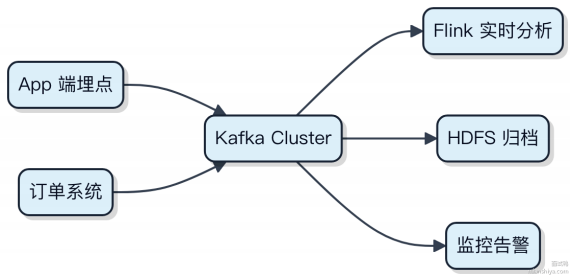 Flink 实时分析
App 端埋点
Kafka Cluster
HDFS 归档
订单系统
监控告警